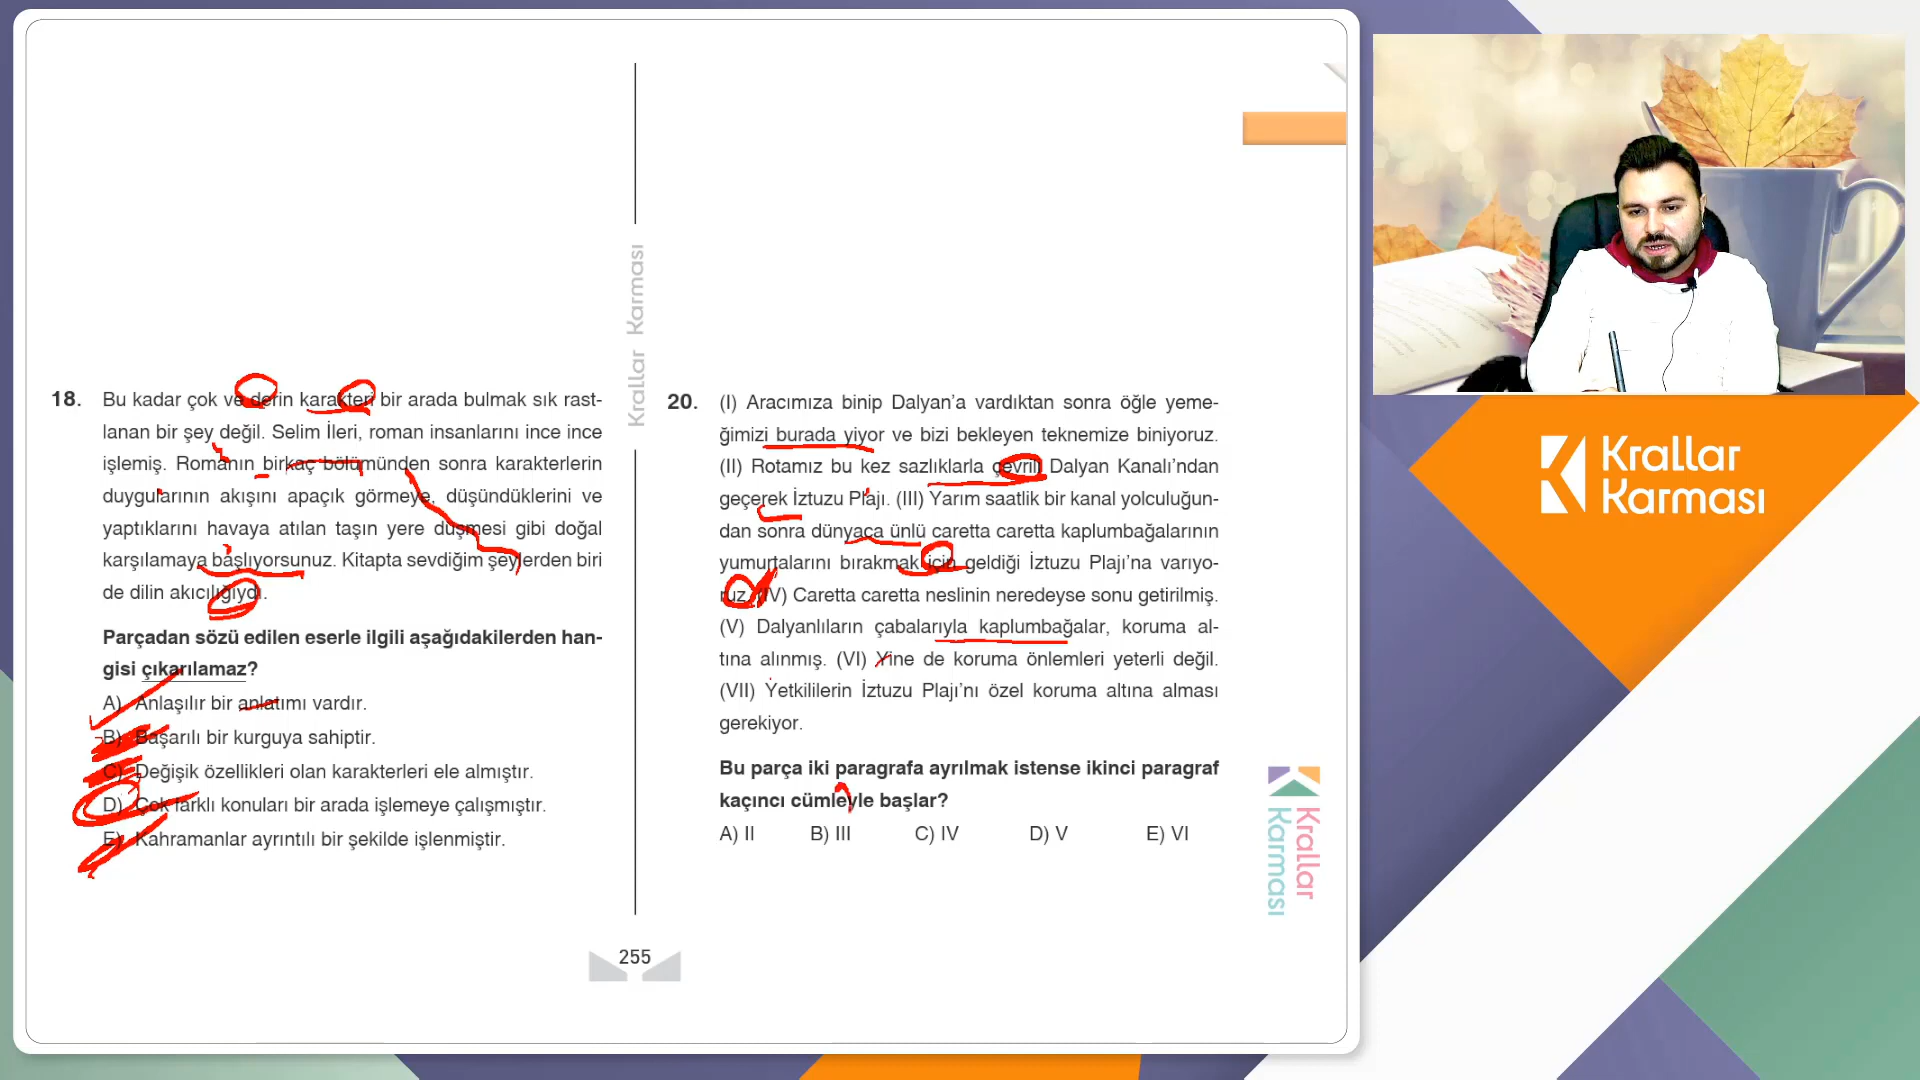 18. Bu kadar çok ve derin karakteri bir arada bulmak sık rast-
lanan bir şey değil. Selim İleri, roman insanlarını ince ince
işlemiş. Romanın birkaç bölümünden sonra karakterlerin
duygularının akışını apaçık görmeye, düşündüklerini ve
yaptıklarını havaya atılan taşın yere düşmesi gibi doğal
karşılamaya başlıyorsunuz. Kitapta sevdiğim şeylerden biri
de dilin akıcılığıydı.
Parçadan sözü edilen eserle ilgili aşağıdakilerden han-
gisi çıkarılamaz?
A) Anlaşılır bir anlatımı vardır.
B) Başarılı bir kurguya sahiptir.
C) Değişik özellikleri olan karakterleri ele almıştır.
D) Çok farklı konuları bir arada işlemeye çalışmıştır.
E) Kahramanlar ayrıntılı bir şekilde işlenmiştir.
Krallar Karması
20. (I) Aracımıza binip Dalyan’a vardıktan sonra öğle yeme-
ğimizi burada yiyor ve bizi bekleyen teknemize biniyoruz.
(II) Rotamız bu kez sazlıklarla çevrili Dalyan Kanalı’ndan
geçerek İztuzu Plajı. (III) Yarım saatlik bir kanal yolculuğun-
dan sonra dünyaca ünlü caretta caretta kaplumbağalarının
yumurtalarını bırakmak için geldiği İztuzu Plajı’na varıyo-
ruz. (IV) Caretta caretta neslinin neredeyse sonu getirilmiş.
(V) Dalyanlıların çabalarıyla kaplumbağalar, koruma al-
tına alınmış. (VI) Yine de koruma önlemleri yeterli değil.
(VII) Yetkililerin İztuzu Plajı’nı özel koruma altına alması
gerekiyor.
Bu parça iki paragrafa ayrılmak istense ikinci paragraf
kaçıncı cümleyle başlar?
A) II B) III C) IV D) V E) VI
Krallar
Karması
255
Krallar
Karması